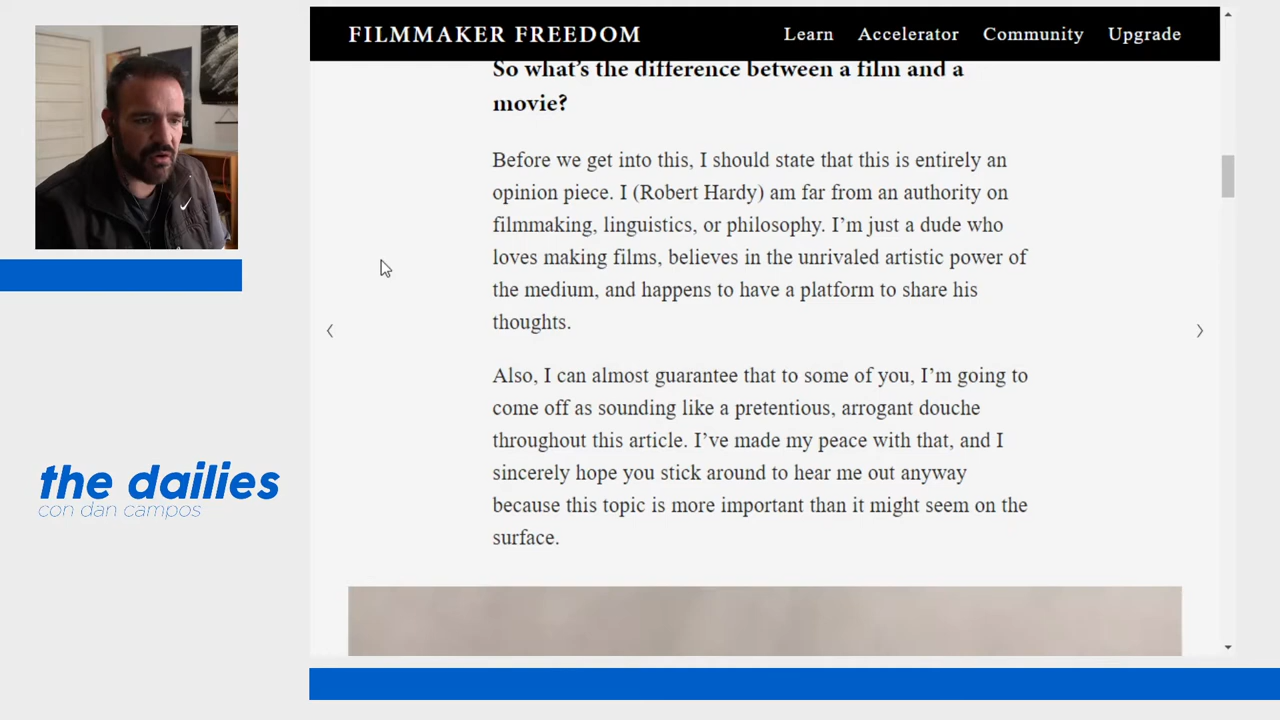 FILMMAKER FREEDOM
Learn Accelerator Community Upgrade
So what’s the difference between a film and a
movie?
Before we get into this, I should state that this is entirely an
opinion piece. I (Robert Hardy) am far from an authority on
filmmaking, linguistics, or philosophy. I’m just a dude who
loves making films, believes in the unrivaled artistic power of
the medium, and happens to have a platform to share his
thoughts.
Also, I can almost guarantee that to some of you, I’m going to
come off as sounding like a pretentious, arrogant douche
throughout this article. I’ve made my peace with that, and I
sincerely hope you stick around to hear me out anyway
because this topic is more important than it might seem on the
surface.
the dailies
con dan campos